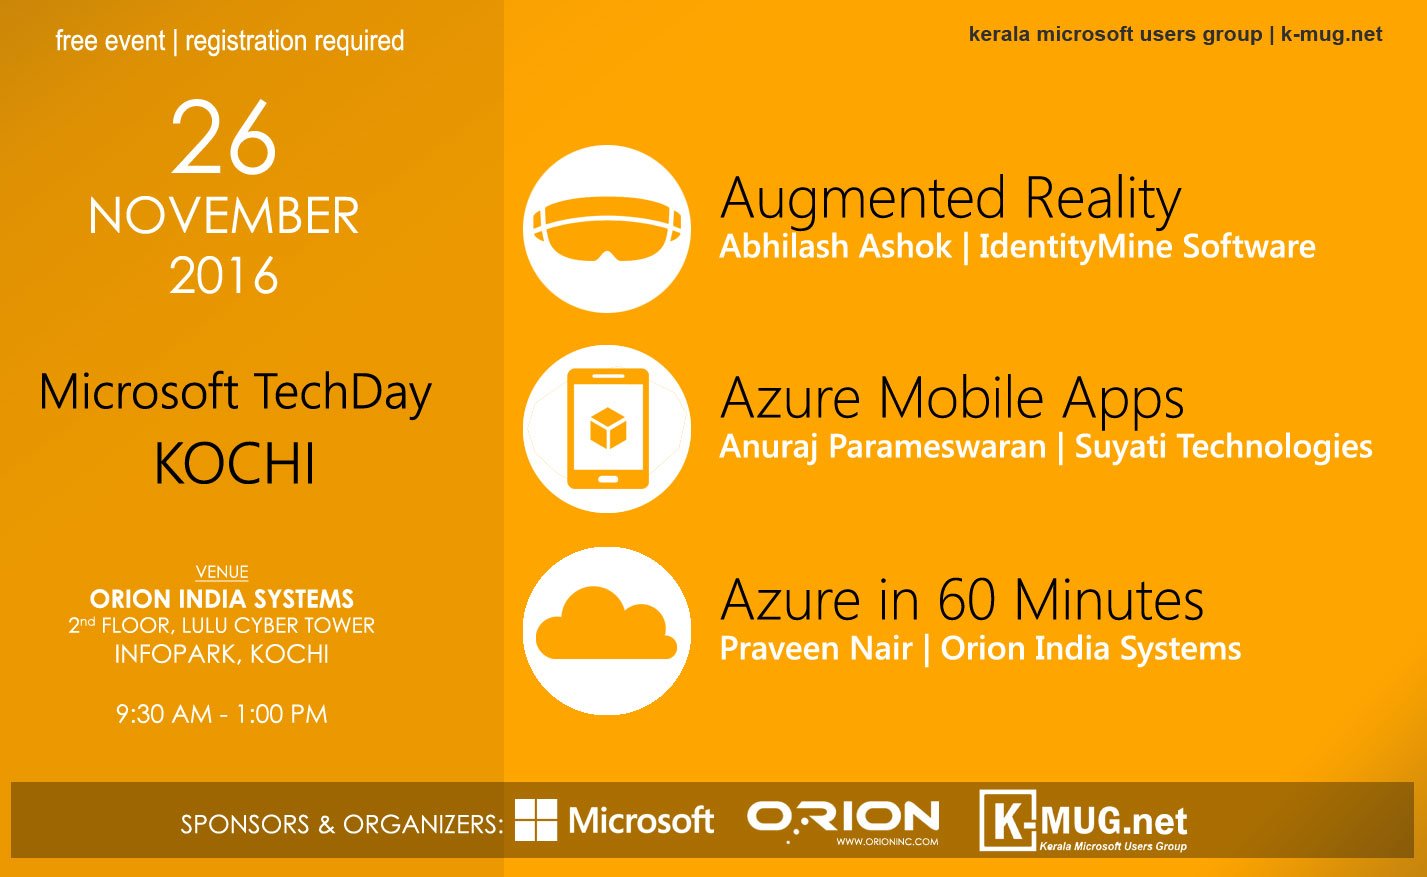 free event | registration required
kerala microsoft users group | k-mug.net
26
NOVEMBER
2016
Microsoft TechDay
KOCHI
VENUE
ORION INDIA SYSTEMS
2nd FLOOR, LULU CYBER TOWER
INFOPARK, KOCHI
9:30 AM - 1:00 PM
Augmented Reality
Abhilash Ashok | IdentityMine Software
Azure Mobile Apps
Anuraj Parameswaran | Suyati Technologies
Azure in 60 Minutes
Praveen Nair | Orion India Systems
SPONSORS & ORGANIZERS: Microsoft ORION K-MUG.net
WWW.ORIONINC.COM
Kerala Microsoft Users Group